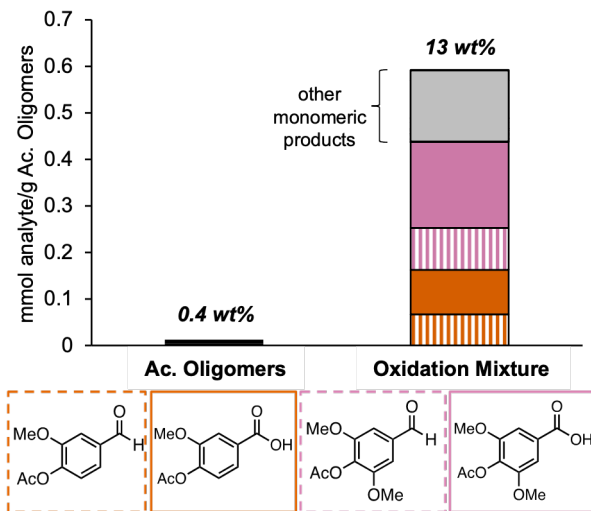 mmol analyte/g Ac. Oligomers
0.7
0.6
0.5
0.4
0.3
0.2
0.1
0
13 wt%
other
monomeric
products
0.4 wt%
Ac. Oligomers
Oxidation Mixture
O
MeO
H
AcO
O
MeO
OH
AcO
O
MeO
H
AcO
OMe
O
MeO
OH
AcO
OMe